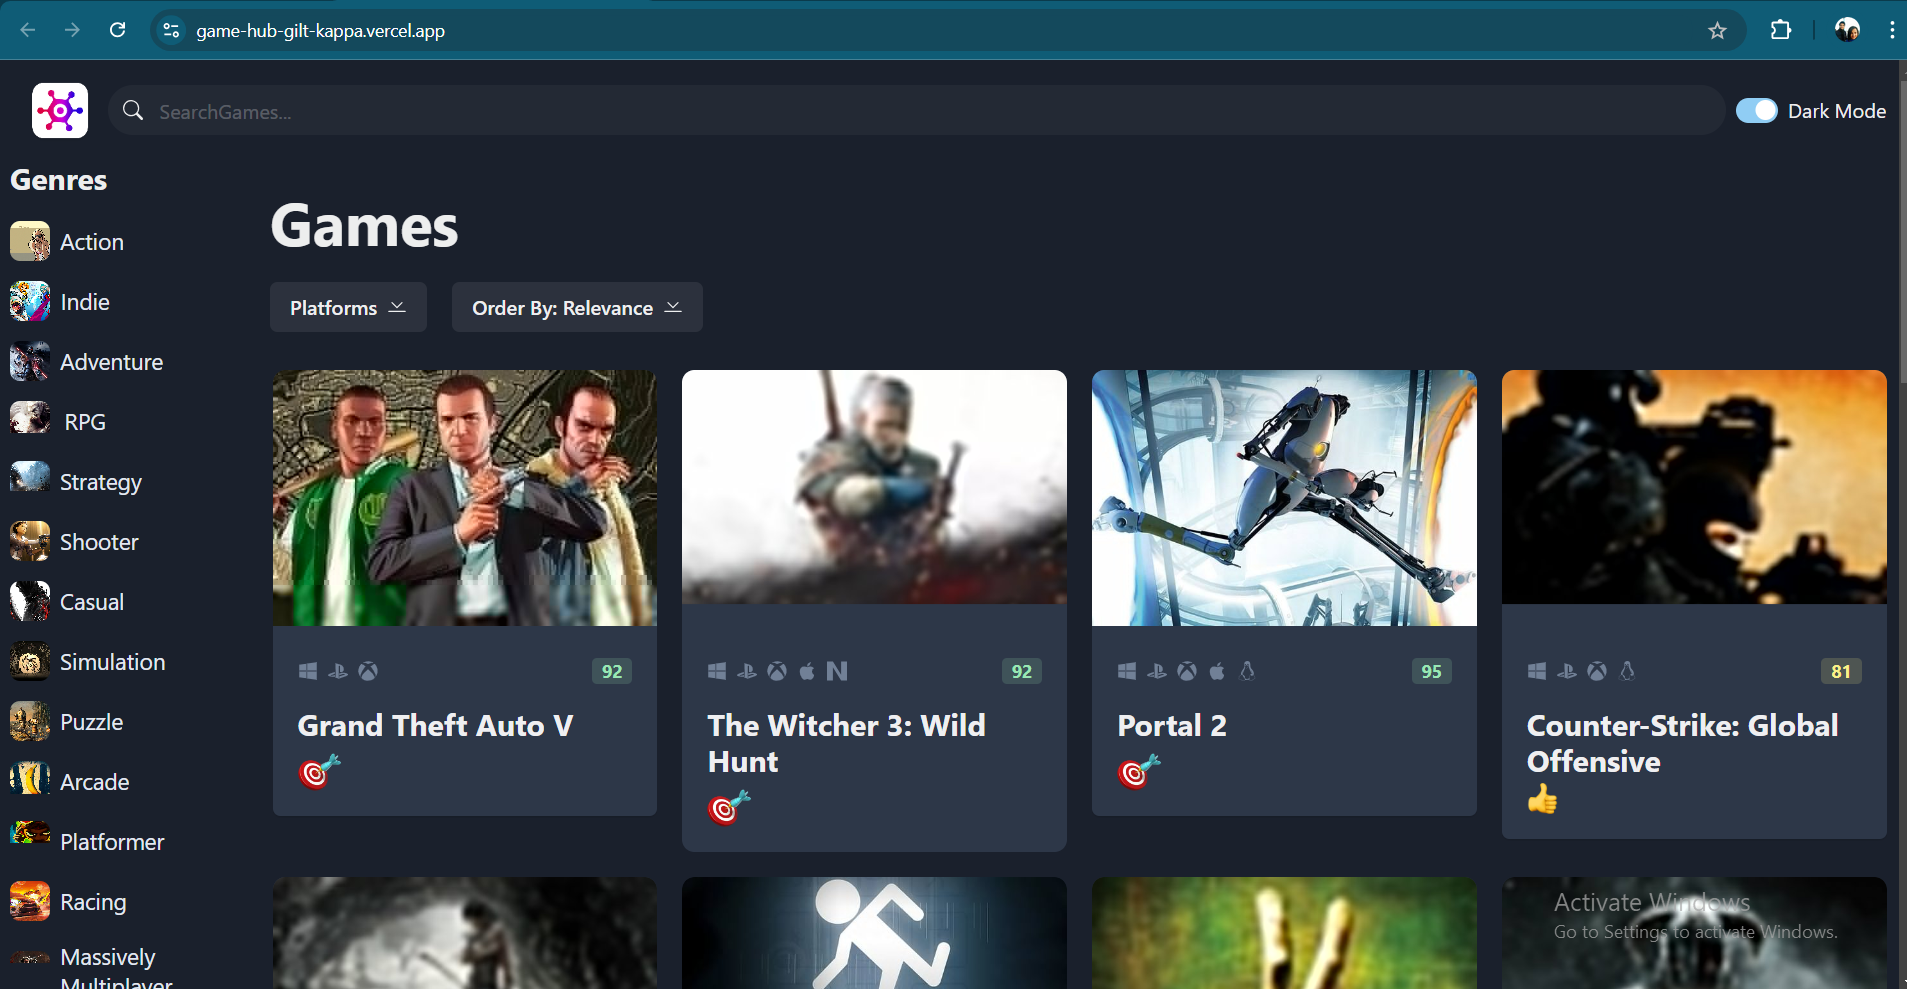 game-hub-gilt-kappa.vercel.app
SearchGames...
Dark Mode
Genres
Action
Indie
Adventure
RPG
Strategy
Shooter
Casual
Simulation
Puzzle
Arcade
Platformer
Racing
Massively
Multiplayer
Games
Platforms
Order By: Relevance
92
Grand Theft Auto V
92
The Witcher 3: Wild
Hunt
95
Portal 2
81
Counter-Strike: Global
Offensive
Activate Windows
Go to Settings to activate Windows.